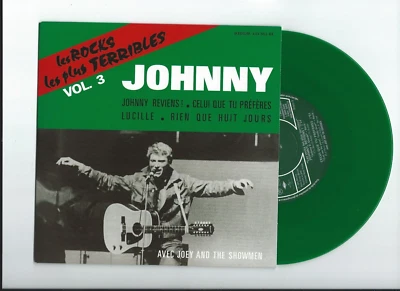 les ROCKS
les plus TERRIBLES
VOL. 3
JOHNNY
JOHNNY REVIENS! . CELUI QUE TU PRÉFÈRES
LUCILLE . RIEN QUE HUIT JOURS
AVEC JOEY AND THE SHOWMEN